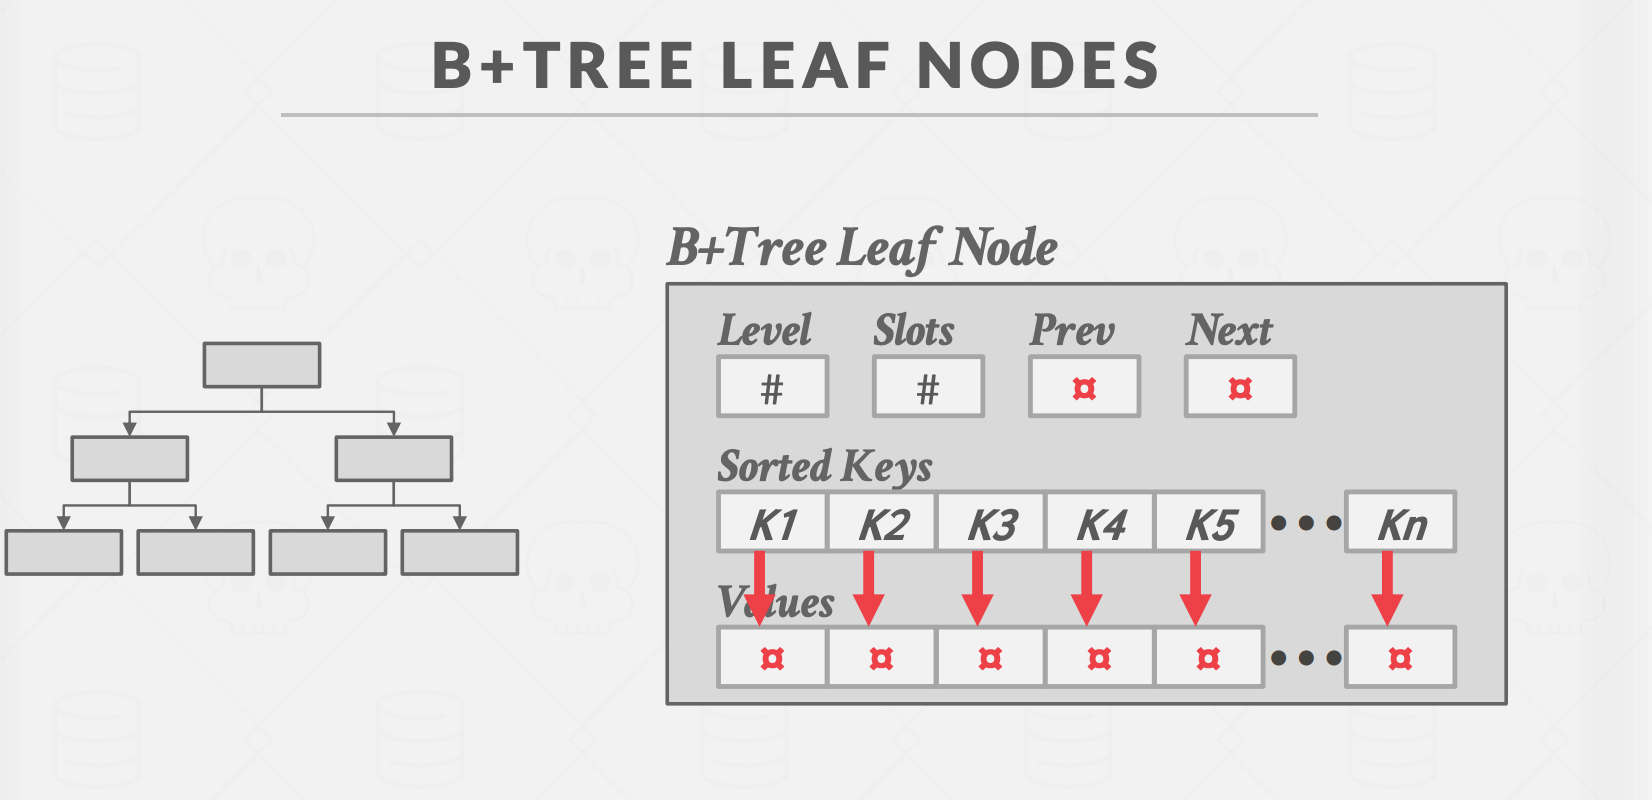 B+TREE LEAF NODES
B+Tree Leaf Node
Level Slots Prev Next
# # ¤ ¤
Sorted Keys
K1 K2 K3 K4 K5 ••• Kn
Values
¤ ¤ ¤ ¤ ¤ ••• ¤